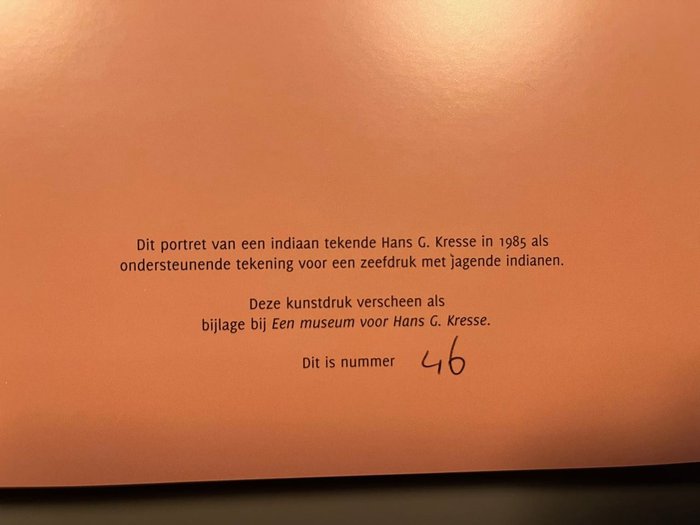 Dit portret van een indiaan tekende Hans G. Kresse in 1985 als
ondersteunende tekening voor een zeefdruk met jagende indianen.
Deze kunstdruk verscheen als
bijlage bij Een museum voor Hans G. Kresse.
Dit is nummer 46